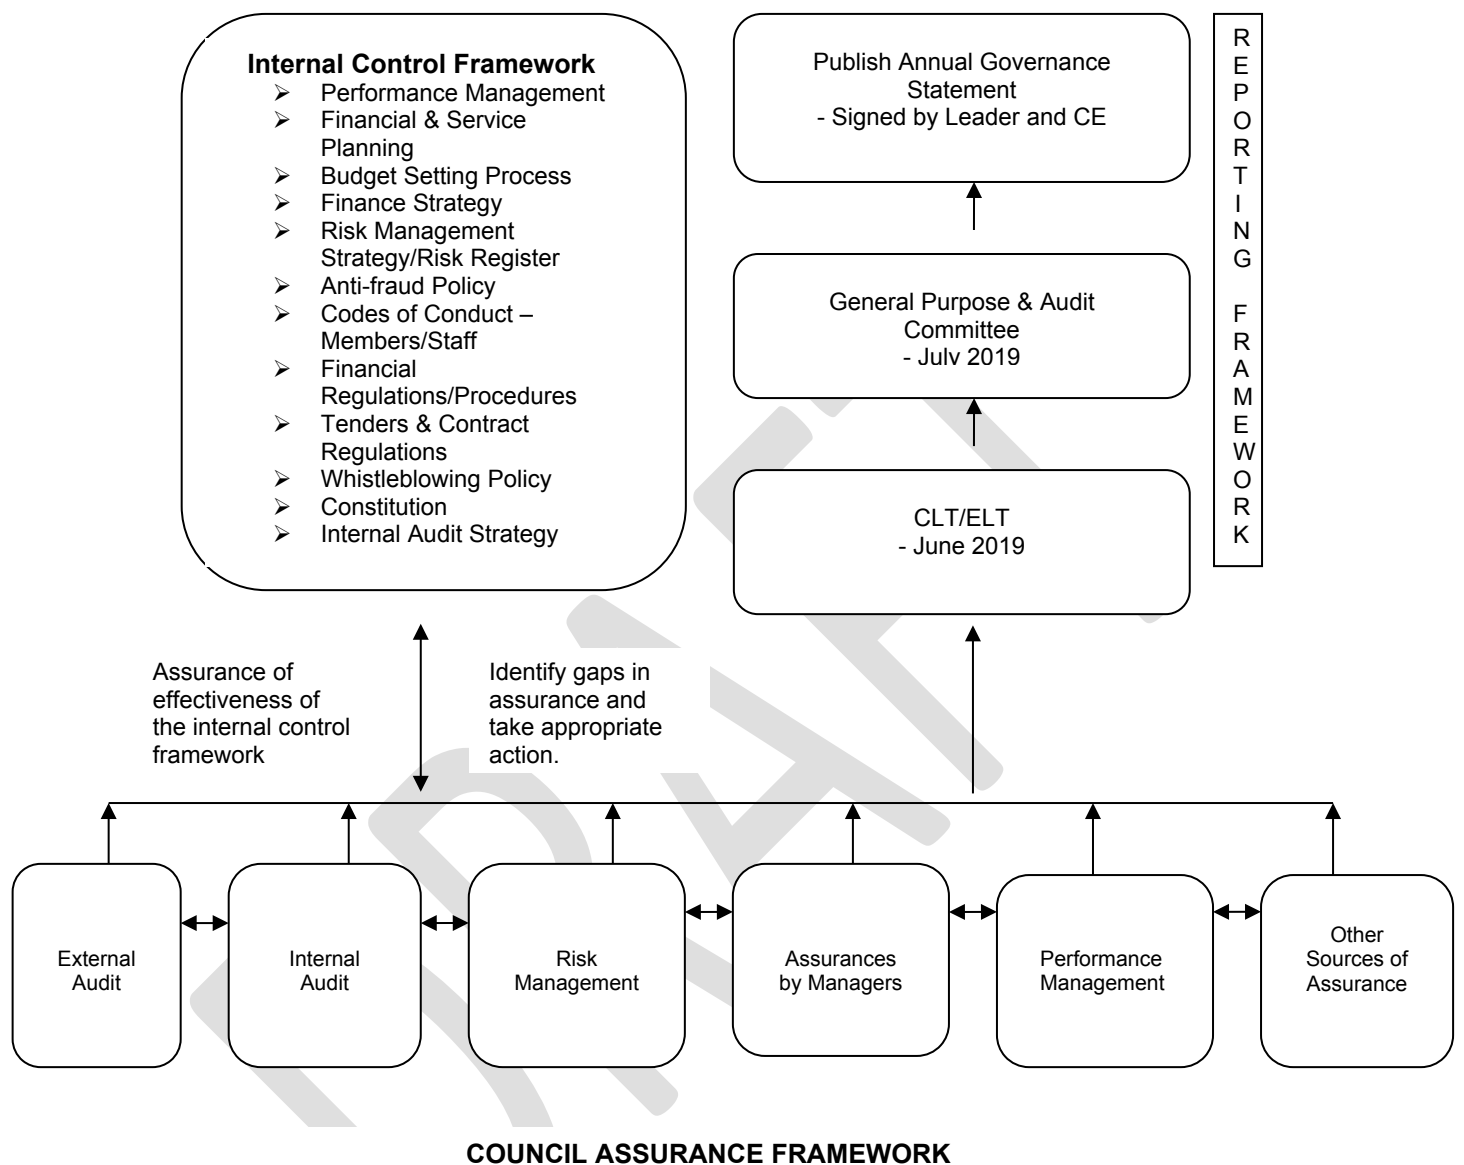 Internal Control Framework
➢ Performance Management
➢ Financial & Service
Planning
➢ Budget Setting Process
➢ Finance Strategy
➢ Risk Management
Strategy/Risk Register
➢ Anti-fraud Policy
➢ Codes of Conduct –
Members/Staff
➢ Financial
Regulations/Procedures
➢ Tenders & Contract
Regulations
➢ Whistleblowing Policy
➢ Constitution
➢ Internal Audit Strategy
Publish Annual Governance
Statement
- Signed by Leader and CE
General Purpose & Audit
Committee
- July 2019
CLT/ELT
- June 2019
REPORTING FRAMEWORK
Assurance of
effectiveness of
the internal control
framework
Identify gaps in
assurance and
take appropriate
action.
External
Audit
Internal
Audit
Risk
Management
Assurances
by Managers
Performance
Management
Other
Sources of
Assurance
COUNCIL ASSURANCE FRAMEWORK
DRAFT